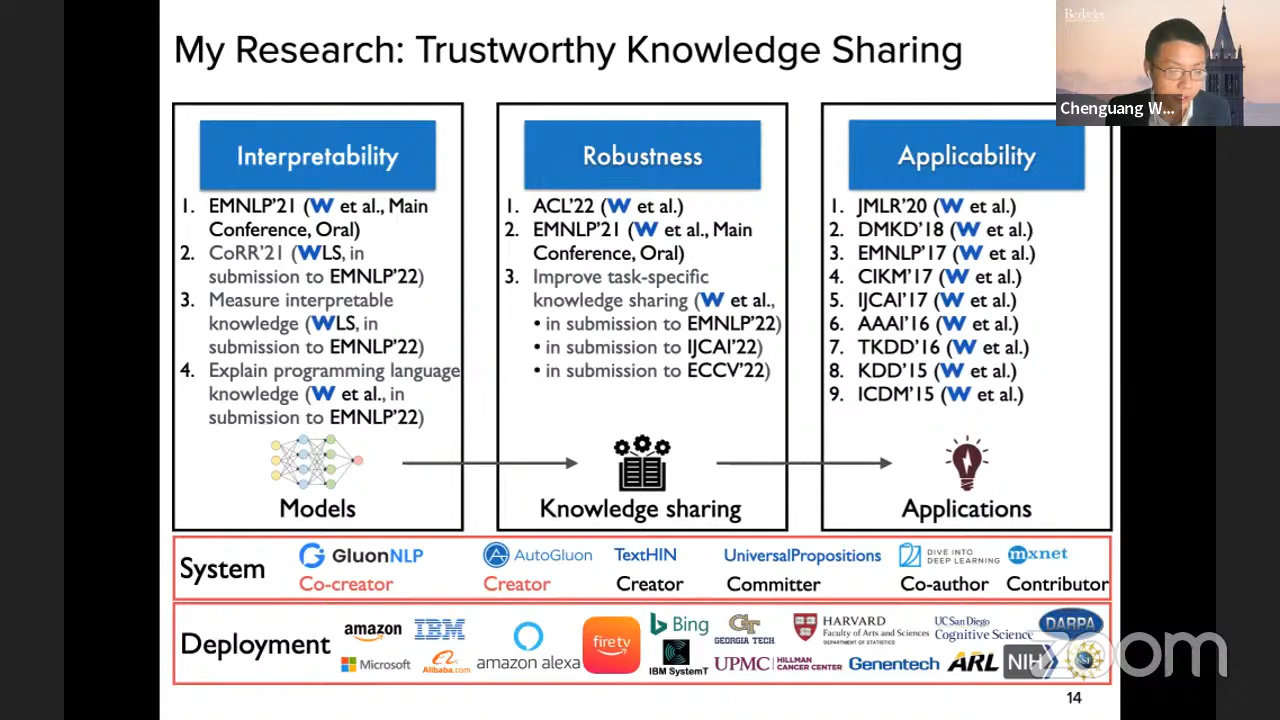 My Research: Trustworthy Knowledge Sharing
Berkeley
Chenguang W...
Interpretability
1. EMNLP'21 (W et al., Main
Conference, Oral)
2. CoRR'21 (WLS, in
submission to EMNLP'22)
3. Measure interpretable
knowledge (WLS, in
submission to EMNLP'22)
4. Explain programming language
knowledge (W et al., in
submission to EMNLP'22)
Models
Robustness
1. ACL'22 (W et al.)
2. EMNLP'21 (W et al., Main
Conference, Oral)
3. Improve task-specific
knowledge sharing (W et al.,
• in submission to EMNLP'22)
• in submission to IJCAI'22)
• in submission to ECCV'22)
Knowledge sharing
Applicability
1. JMLR'20 (W et al.)
2. DMKD'18 (W et al.)
3. EMNLP'17 (W et al.)
4. CIKM'17 (W et al.)
5. IJCAI'17 (W et al.)
6. AAAI'16 (W et al.)
7. TKDD'16 (W et al.)
8. KDD'15 (W et al.)
9. ICDM'15 (W et al.)
Applications
System
GluonNLP
Co-creator
AutoGluon
Creator
TextHIN
Creator
UniversalPropositions
Committer
DIVE INTO
DEEP LEARNING
Co-author
mxnet
Contributor
Deployment
amazon
IBM
Microsoft
Alibaba.com
amazon alexa
firetv
Bing
IBM SystemT
GT
GEORGIA TECH
UPMC HILLMAN
CANCER CENTER
HARVARD
Faculty of Arts and Sciences
DEPARTMENT OF STATISTICS
Genentech
UC San Diego
Cognitive Science
ARL
DARPA
NIH
NSF
zoom
14